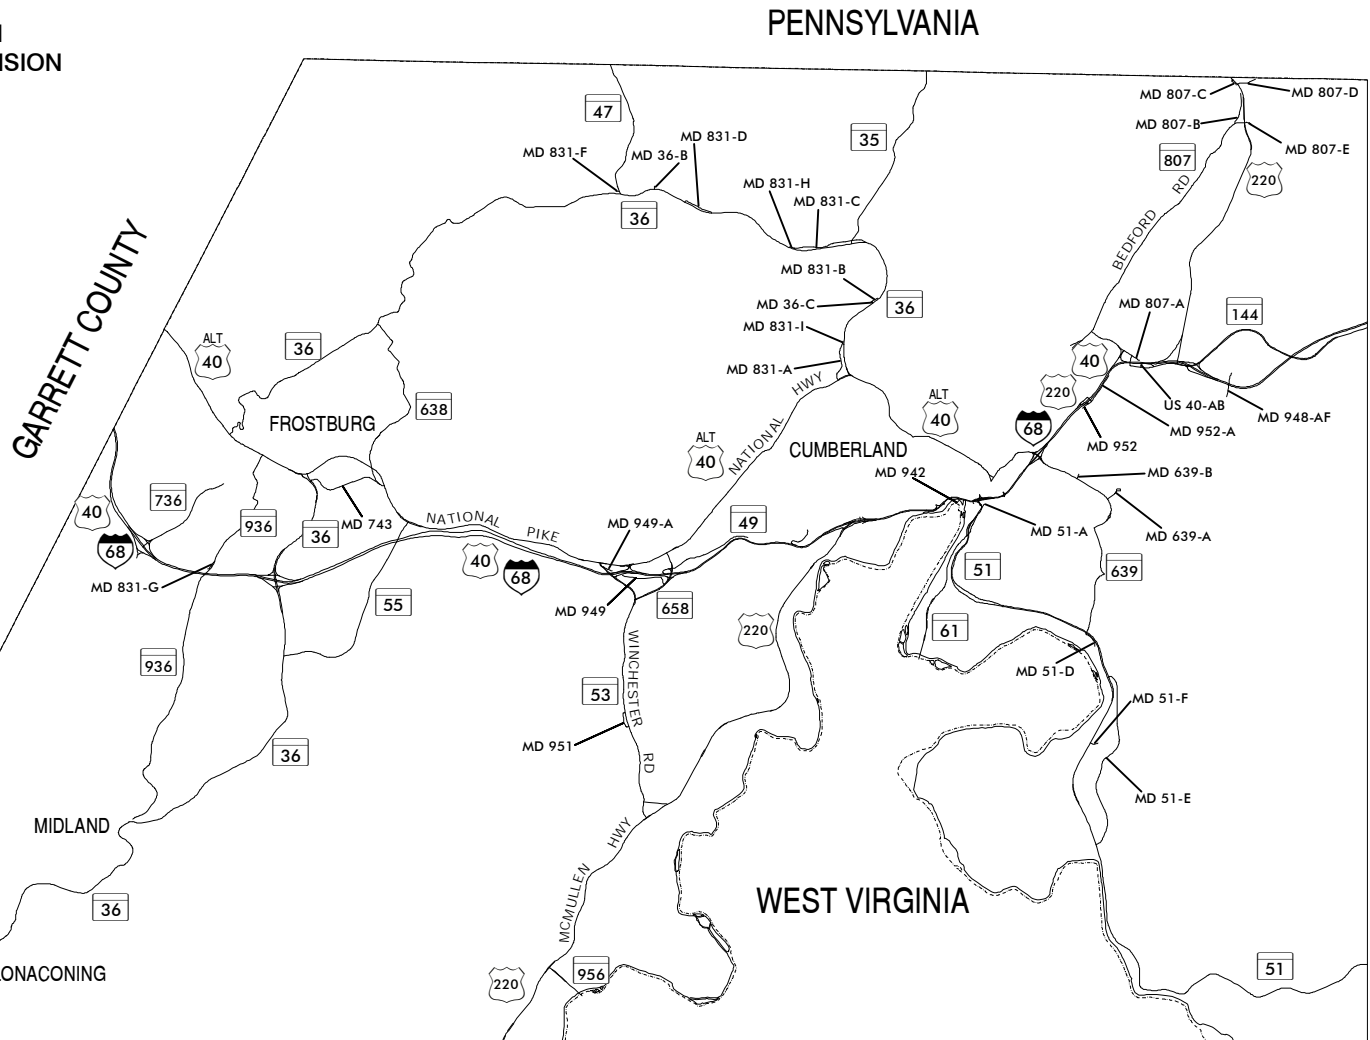 PENNSYLVANIA
ISION
MD 807-C
MD 807-D
47
MD 807-B
35
MD 831-D
MD 831-F
MD 36-B
MD 807-E
807
220
MD 831-H
MD 831-C
36
RD
BEDFORD
GARRETT COUNTY
MD 831-B
MD 36-C
36
MD 807-A
144
MD 831-I
ALT
40
36
40
MD 831-A
HWY
220
ALT
40
US 40-AB
MD 948-AF
638
FROSTBURG
68
MD 952-A
NATIONAL
ALT
40
CUMBERLAND
MD 952
MD 942
MD 639-B
736
40
NATIONAL
PIKE
MD 743
936
36
MD 949-A
49
MD 51-A
MD 639-A
68
40
68
51
639
MD 831-G
55
MD 949
658
220
61
936
WINCHESTER
RD
53
MD 51-D
MD 51-F
MD 951
36
MD 51-E
MIDLAND
HWY
MCMULLEN
36
WEST VIRGINIA
ONACONING
220
956
51